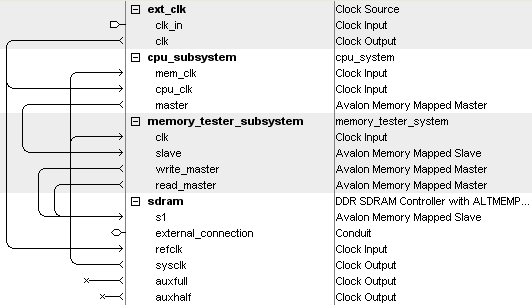 ext_clk Clock Source
clk_in Clock Input
clk Clock Output
cpu_subsystem cpu_system
mem_clk Clock Input
cpu_clk Clock Input
master Avalon Memory Mapped Master
memory_tester_subsystem memory_tester_system
clk Clock Input
slave Avalon Memory Mapped Slave
write_master Avalon Memory Mapped Master
read_master Avalon Memory Mapped Master
sdram DDR SDRAM Controller with ALTMEMP...
s1 Avalon Memory Mapped Slave
external_connection Conduit
refclk Clock Input
sysclk Clock Output
auxfull Clock Output
auxhalf Clock Output